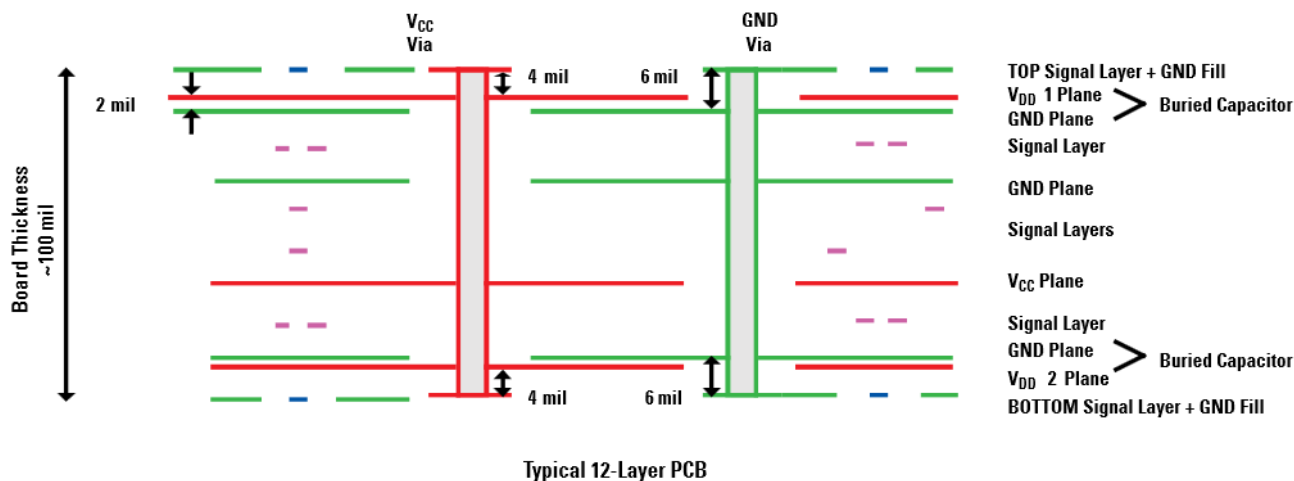 VCC
Via
GND
Via
4 mil
6 mil
2 mil
TOP Signal Layer + GND Fill
VDD 1 Plane
GND Plane
Buried Capacitor
Signal Layer
GND Plane
Signal Layers
VCC Plane
Signal Layer
GND Plane
VDD 2 Plane
Buried Capacitor
BOTTOM Signal Layer + GND Fill
4 mil
6 mil
Board Thickness
~100 mil
Typical 12-Layer PCB